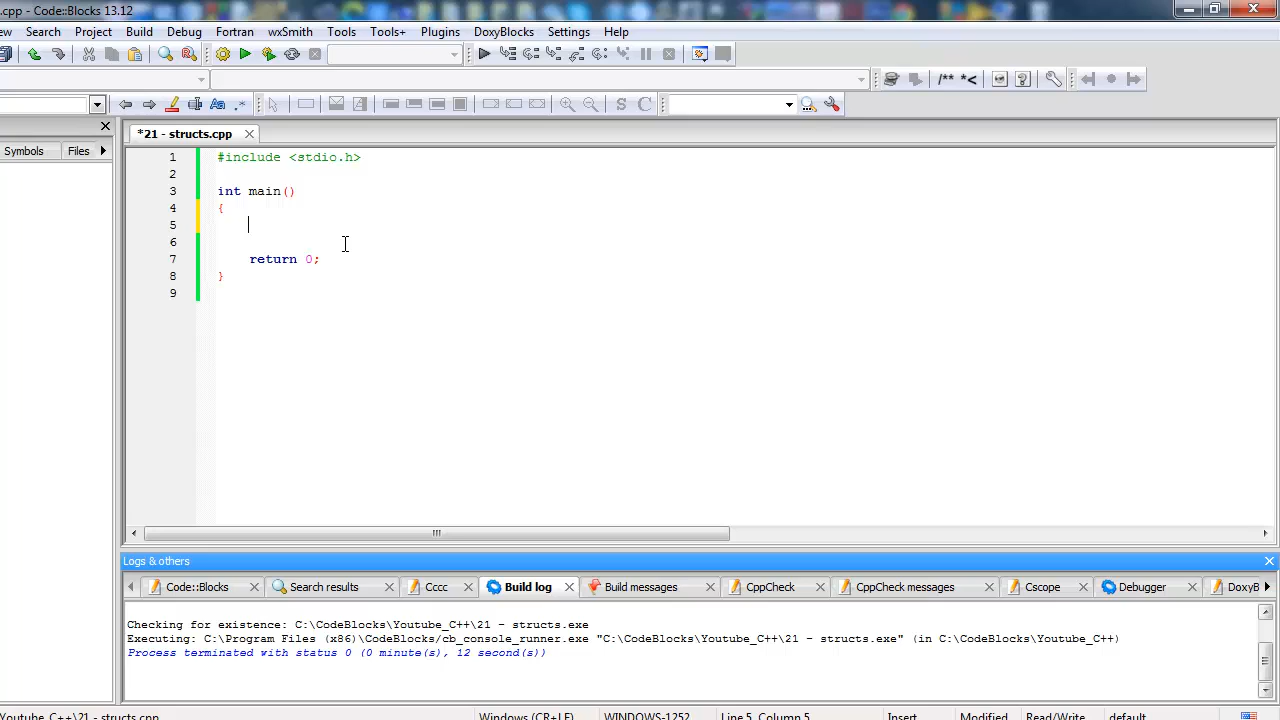 .cpp - Code::Blocks 13.12
ew Search Project Build Debug Fortran wxSmith Tools Tools+ Plugins DoxyBlocks Settings Help
/** *<
Aa .* S C
*21 - structs.cpp
Symbols Files
1 #include <stdio.h>
2
3 int main()
4 {
5
6
7 return 0;
8 }
9
Logs & others
Code::Blocks Search results Cccc Build log Build messages CppCheck CppCheck messages Cscope Debugger DoxyB
Checking for existence: C:\CodeBlocks\Youtube_C++\21 - structs.exe
Executing: C:\Program Files (x86)\CodeBlocks/cb_console_runner.exe "C:\CodeBlocks\Youtube_C++\21 - structs.exe" (in C:\CodeBlocks\Youtube_C++)
Process terminated with status 0 (0 minute(s), 12 second(s))
Youtube_C++\21 - structs.cpp Windows (CR+LF) WINDOWS-1252 Line 5, Column 5 Insert Modified Read/Write default